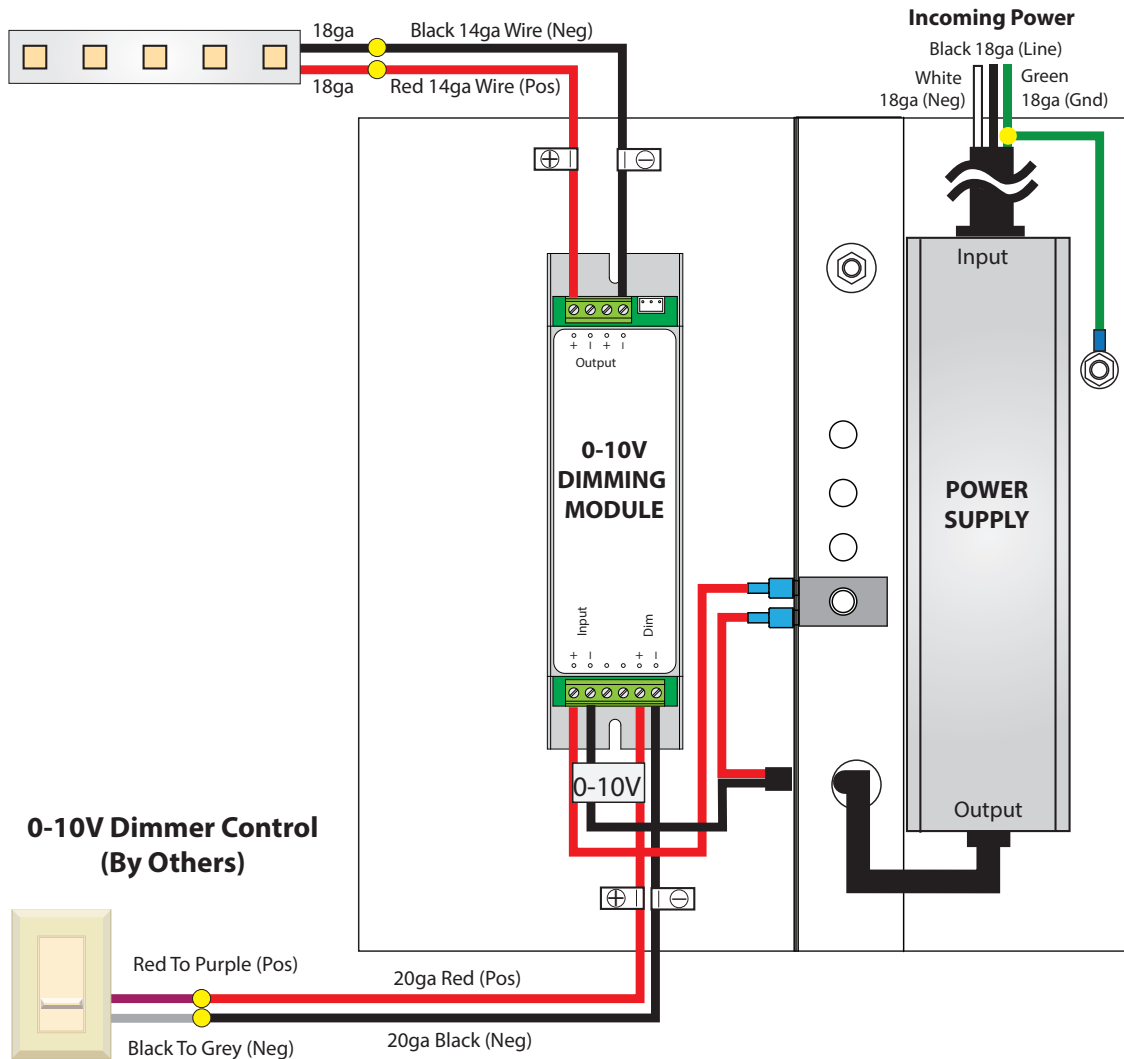 18ga
Black 14ga Wire (Neg)
18ga
Red 14ga Wire (Pos)
Incoming Power
Black 18ga (Line)
White
18ga (Neg)
Green
18ga (Gnd)
+ − + −
Output
0-10V
DIMMING
MODULE
Input
Dim
+ − + −
0-10V
Input
POWER
SUPPLY
Output
0-10V Dimmer Control
(By Others)
Red To Purple (Pos)
20ga Red (Pos)
Black To Grey (Neg)
20ga Black (Neg)